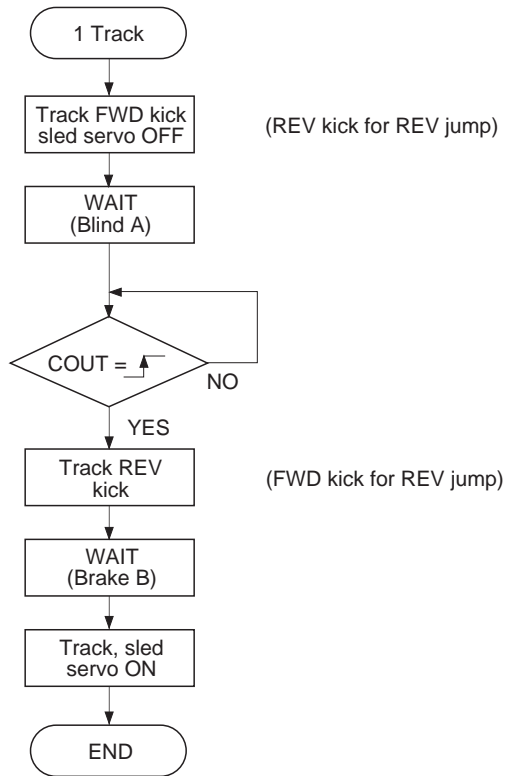 1 Track
Track FWD kick
sled servo OFF
(REV kick for REV jump)
WAIT
(Blind A)
COUT =
NO
YES
Track REV
kick
(FWD kick for REV jump)
WAIT
(Brake B)
Track, sled
servo ON
END